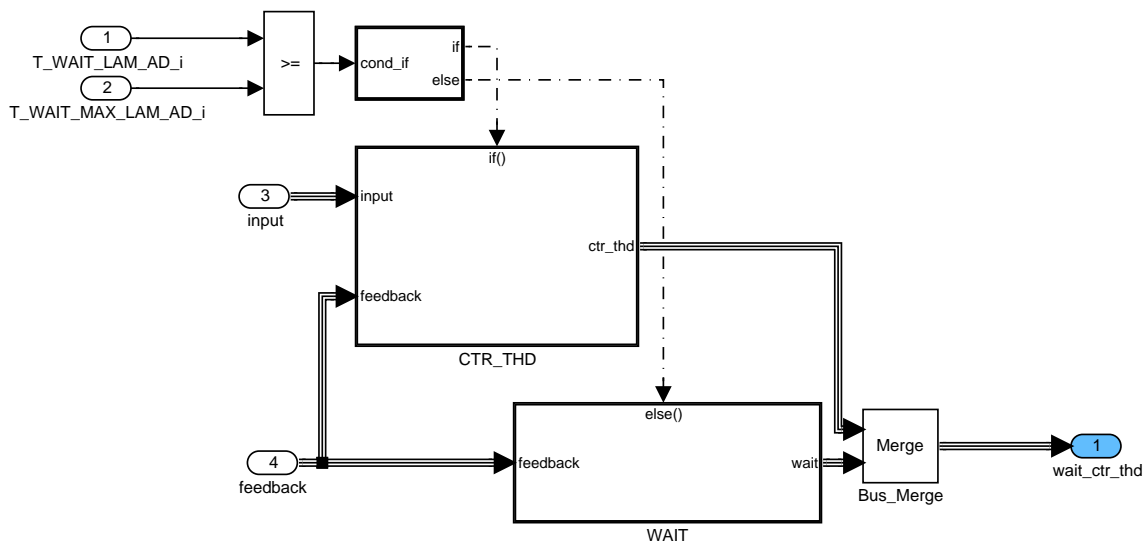 1
T_WAIT_LAM_AD_i
2
T_WAIT_MAX_LAM_AD_i
>=
cond_if
if
else
if()
3
input
input
ctr_thd
feedback
CTR_THD
else()
4
feedback
feedback
wait
WAIT
Merge
Bus_Merge
1
wait_ctr_thd